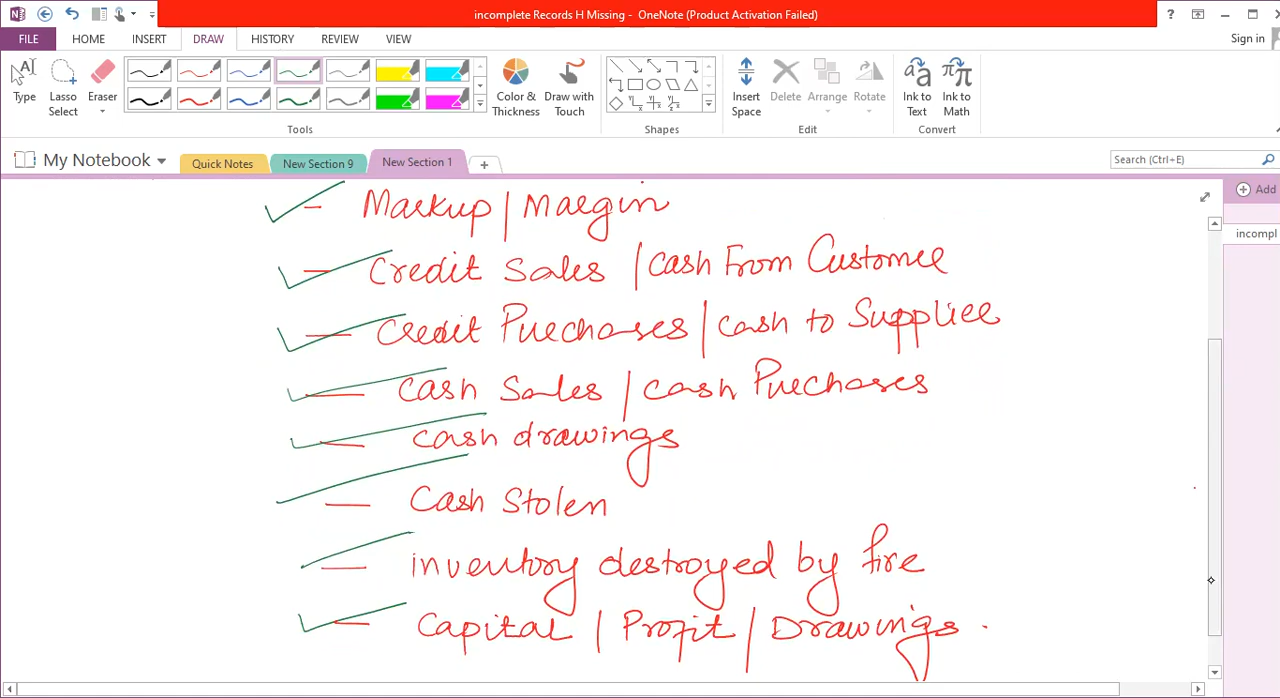 incomplete Records H Missing - OneNote (Product Activation Failed)
?
FILE HOME INSERT DRAW HISTORY REVIEW VIEW
Sign in
Type
Lasso Select
Eraser
Color & Thickness
Draw with Touch
Insert Space
Delete
Arrange
Rotate
Ink to Text
Ink to Math
Tools
Shapes
Edit
Convert
My Notebook
Quick Notes
New Section 9
New Section 1
+
Search (Ctrl+E)
Add
incompl
- Markup | Margin
- Credit Sales | Cash From Customer
- Credit Purchases | Cash to Supplier
- Cash Sales | Cash Purchases
- Cash drawings
- Cash Stolen
- inventory destroyed by fire
- Capital | Profit | Drawings.